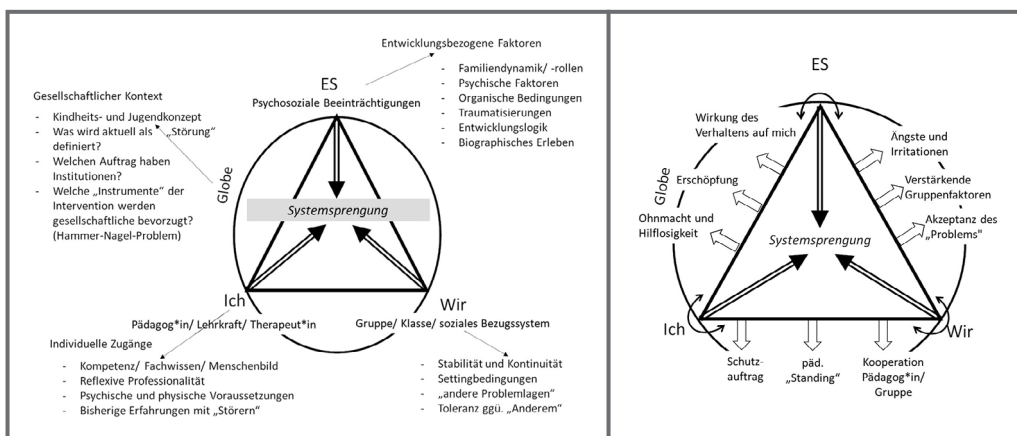 Entwicklungsbezogene Faktoren
- Familiendynamik/ -rollen
- Psychische Faktoren
- Organische Bedingungen
- Traumatisierungen
- Entwicklungslogik
- Biographisches Erleben
ES
Psychosoziale Beeinträchtigungen
Gesellschaftlicher Kontext
- Kindheits- und Jugendkonzept
- Was wird aktuell als „Störung“
definiert?
- Welchen Auftrag haben
Institutionen?
- Welche „Instrumente“ der
Intervention werden
gesellschaftliche bevorzugt?
(Hammer-Nagel-Problem)
Globe
Systemsprengung
Ich
Pädagog*in/ Lehrkraft/ Therapeut*in
Individuelle Zugänge
- Kompetenz/ Fachwissen/ Menschenbild
- Reflexive Professionalität
- Psychische und physische Voraussetzungen
- Bisherige Erfahrungen mit „Störern“
Wir
Gruppe/ Klasse/ soziales Bezugssystem
- Stabilität und Kontinuität
- Settingbedingungen
- „andere Problemlagen“
- Toleranz ggü. „Anderem“
ES
Wirkung des
Verhaltens auf mich
Globe
Erschöpfung
Ohnmacht und
Hilflosigkeit
Ängste und
Irritationen
Verstärkende
Gruppenfaktoren
Akzeptanz des
„Problems"
Systemsprengung
Ich
Wir
Schutz-
auftrag
päd.
„Standing“
Kooperation
Pädagog*in/
Gruppe